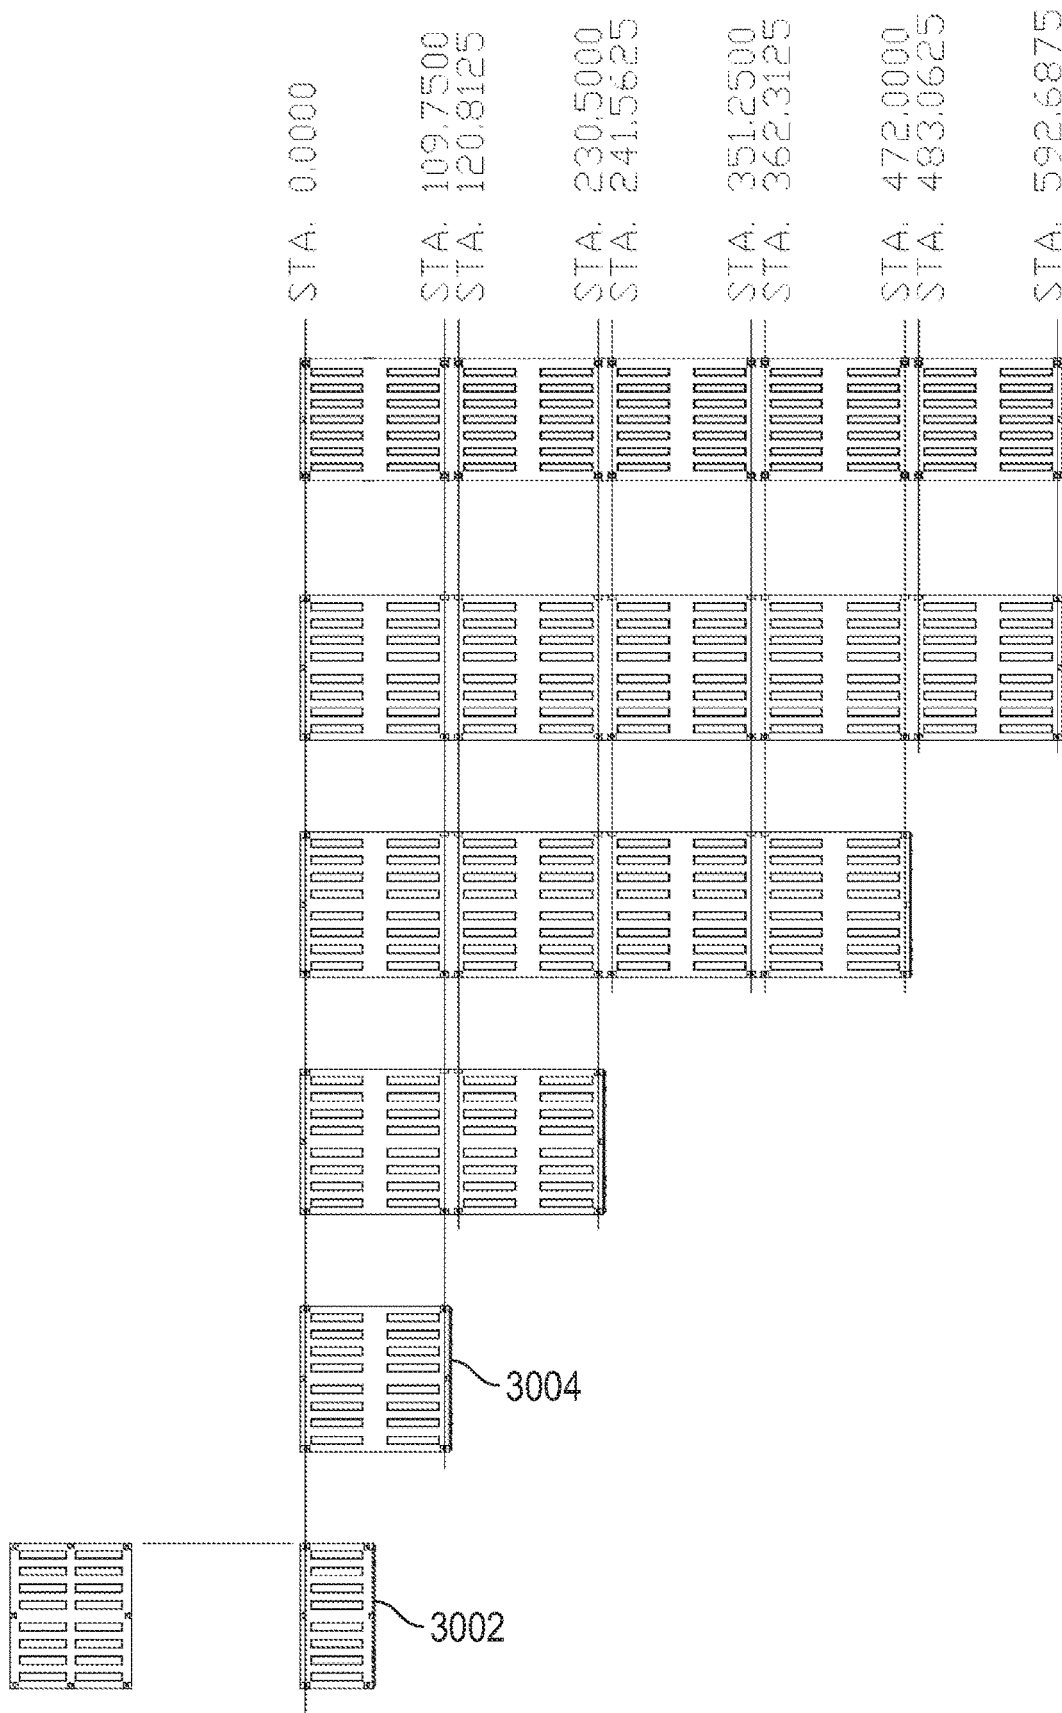 STA. 0.0000
STA. 109.7500
STA. 120.8125
STA. 230.5000
STA. 241.5625
STA. 351.2500
STA. 362.3125
STA. 472.0000
STA. 483.0625
STA. 592.6875
3004
3002